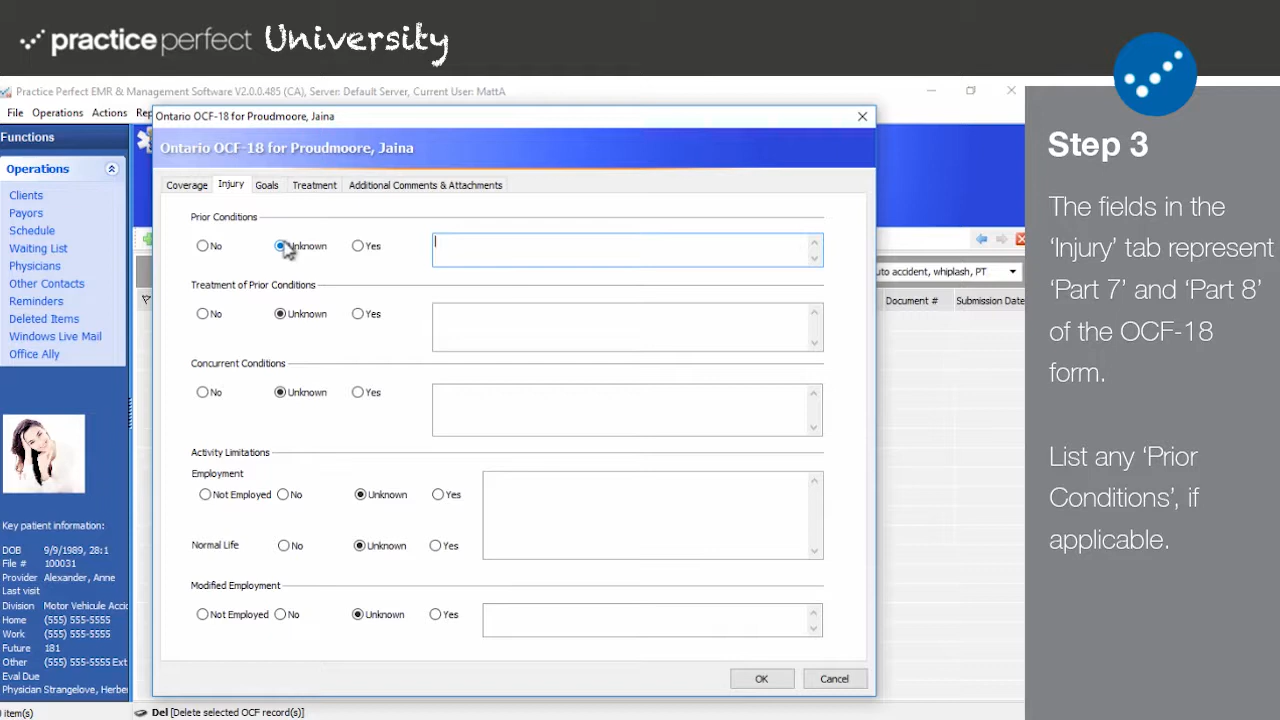 practice perfect University
Practice Perfect EMR & Management Software V2.0.0.485 (CA), Server: Default Server, Current User: MattA
File Operations Actions Rep
Functions
Operations
Clients
Payors
Schedule
Waiting List
Physicians
Other Contacts
Reminders
Deleted Items
Windows Live Mail
Office Ally
Key patient information:
DOB 9/9/1989, 28:1
File # 100031
Provider Alexander, Anne
Last visit
Division Motor Vehicule Accic
Home (555) 555-5555
Work (555) 555-5555
Future 181
Other (555) 555-5555 Ext
Eval Due
Physician Strangelove, Herber
item(s)
Ontario OCF-18 for Proudmoore, Jaina
Ontario OCF-18 for Proudmoore, Jaina
Coverage Injury Goals Treatment Additional Comments & Attachments
Prior Conditions
No Unknown Yes
Treatment of Prior Conditions
No Unknown Yes
Concurrent Conditions
No Unknown Yes
Activity Limitations
Employment
Not Employed No Unknown Yes
Normal Life No Unknown Yes
Modified Employment
Not Employed No Unknown Yes
OK Cancel
Del [Delete selected OCF record(s)]
uto accident, whiplash, PT
Document # Submission Date
Step 3
The fields in the
‘Injury’ tab represent
‘Part 7’ and ‘Part 8’
of the OCF-18
form.
List any ‘Prior
Conditions’, if
applicable.